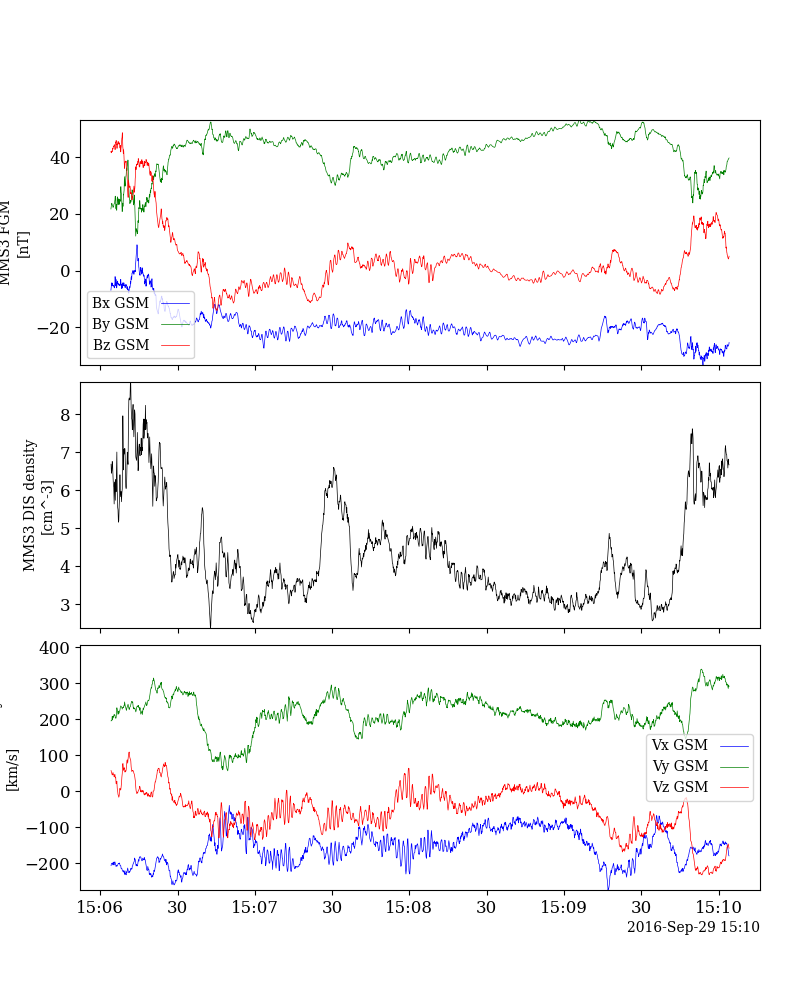 40
20
0
−20
MMS3 FGM
[nT]
Bx GSM
By GSM
Bz GSM
8
7
6
5
4
3
MMS3 DIS density
[cm^-3]
400
300
200
100
0
−100
−200
[km/s]
Vx GSM
Vy GSM
Vz GSM
15:06 30 15:07 30 15:08 30 15:09 30 15:10
2016-Sep-29 15:10